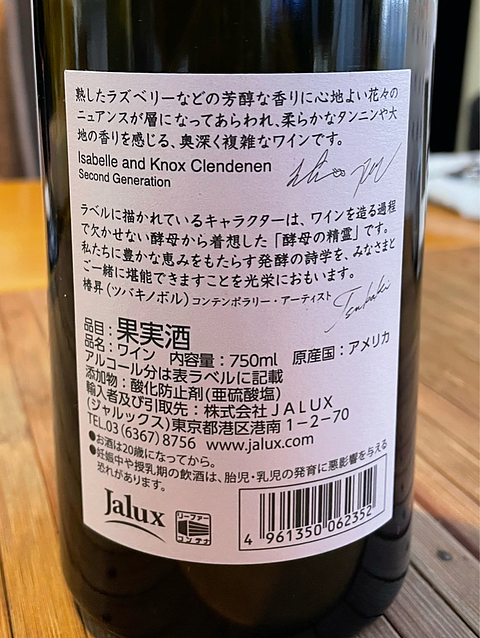 熟したラズベリーなどの芳醇な香りに心地よい花々の
ニュアンスが層になってあらわれ、柔らかなタンニンや大
地の香りを感じる、奥深く複雑なワインです。
Isabelle and Knox Clendenen
Second Generation
ラベルに描かれているキャラクターは、ワインを造る過程
で欠かせない酵母から着想した「酵母の精霊」です。
私たちに豊かな恵みをもたらす発酵の詩学を、みなさまと
ご一緒に堪能できますことを光栄におもいます。
椿昇(ツバキノボル)コンテンポラリー・アーティスト
Tsubaki
品目:果実酒
品名:ワイン 内容量:750ml 原産国:アメリカ
アルコール分は表ラベルに記載
添加物:酸化防止剤(亜硫酸塩)
輸入者及び引取先:株式会社JALUX
(ジャルックス)東京都港区港南1-2-70
TEL.03(6367)8756 www.jalux.com
●お酒は20歳になってから。
●妊娠中や授乳期の飲酒は、胎児・乳児の発育に悪影響を与える
恐れがあります。
Jalux
リーファー
コンテナ
4 961350 062352